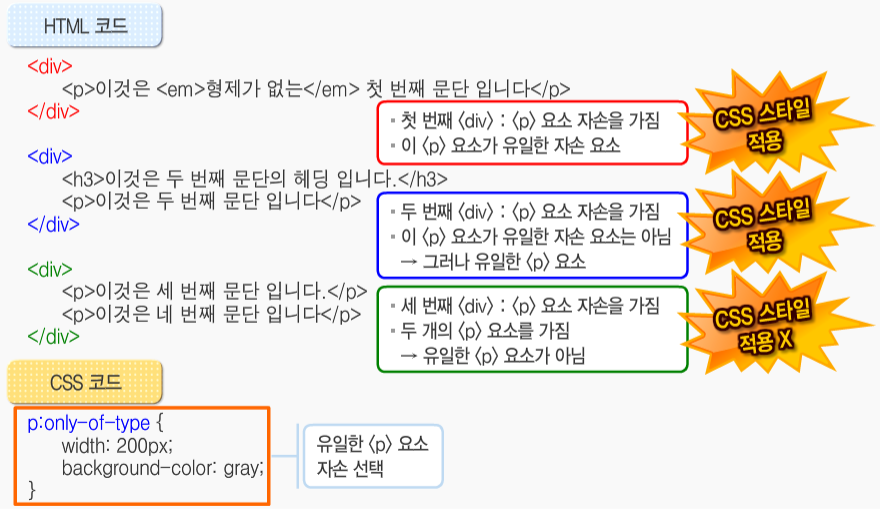 HTML 코드
<div>
<p>이것은 <em>형제가 없는</em> 첫 번째 문단 입니다</p>
</div>
▪ 첫 번째 <div> : <p> 요소 자손을 가짐
▪ 이 <p> 요소가 유일한 자손 요소
CSS 스타일
적용
<div>
<h3>이것은 두 번째 문단의 헤딩 입니다.</h3>
<p>이것은 두 번째 문단 입니다</p>
</div>
▪ 두 번째 <div> : <p> 요소 자손을 가짐
▪ 이 <p> 요소가 유일한 자손 요소는 아님
→ 그러나 유일한 <p> 요소
CSS 스타일
적용
<div>
<p>이것은 세 번째 문단 입니다.</p>
<p>이것은 네 번째 문단 입니다</p>
</div>
▪ 세 번째 <div> : <p> 요소 자손을 가짐
▪ 두 개의 <p> 요소를 가짐
→ 유일한 <p> 요소가 아님
CSS 스타일
적용 X
CSS 코드
p:only-of-type {
width: 200px;
background-color: gray;
}
유일한 <p> 요소
자손 선택